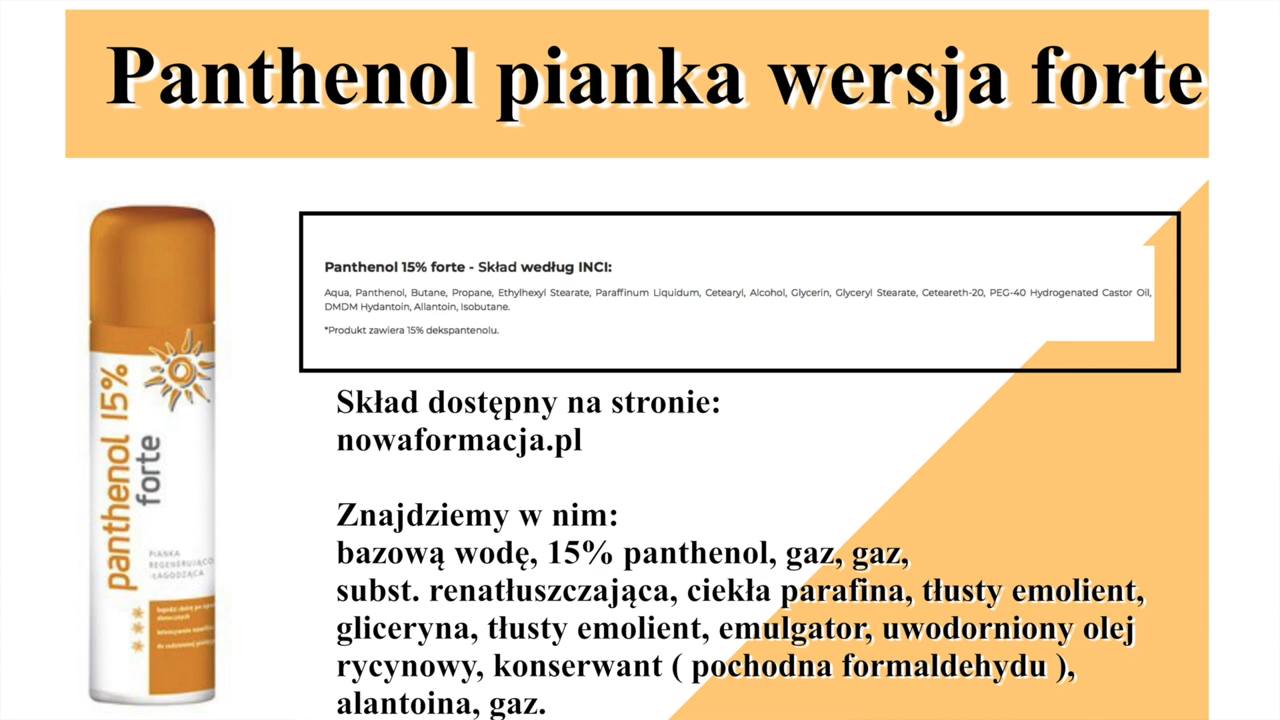 Panthenol pianka wersja forte
Panthenol 15% forte - Skład według INCI:
Aqua, Panthenol, Butane, Propane, Ethylhexyl Stearate, Paraffinum Liquidum, Cetearyl, Alcohol, Glycerin, Glyceryl Stearate, Ceteareth-20, PEG-40 Hydrogenated Castor Oil,
DMDM Hydantoin, Allantoin, Isobutane.
*Produkt zawiera 15% dekspantenolu.
Skład dostępny na stronie:
nowaformacja.pl
Znajdziemy w nim:
bazową wodę, 15% panthenol, gaz, gaz,
subst. renatłuszczająca, ciekła parafina, tłusty emolient,
gliceryna, tłusty emolient, emulgator, uwodorniony olej
rycynowy, konserwant ( pochodna formaldehydu ),
alantoina, gaz.
panthenol 15%
forte
PIANKA
REGENERUJĄCO
-ŁAGODZĄCA